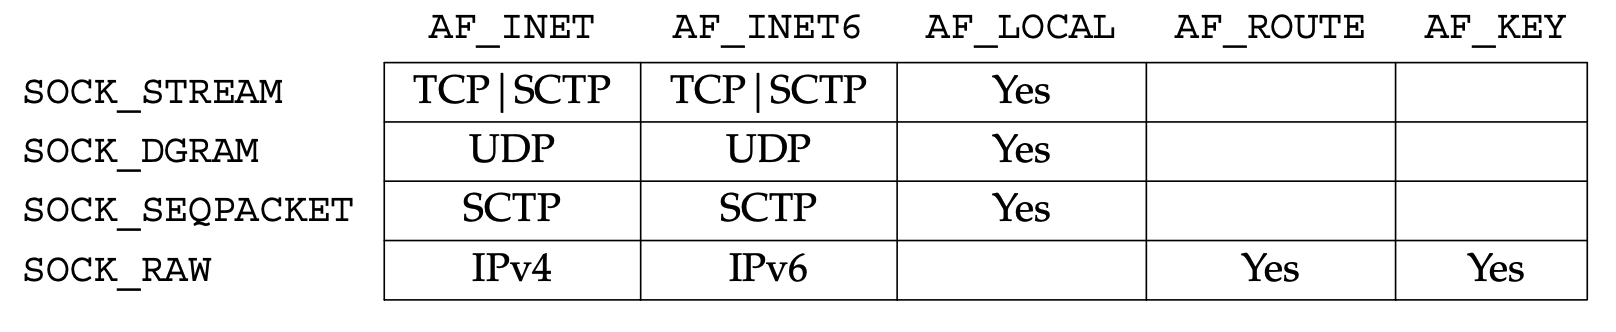 AF_INET AF_INET6 AF_LOCAL AF_ROUTE AF_KEY
SOCK_STREAM TCP|SCTP TCP|SCTP Yes
SOCK_DGRAM UDP UDP Yes
SOCK_SEQPACKET SCTP SCTP Yes
SOCK_RAW IPv4 IPv6 Yes Yes